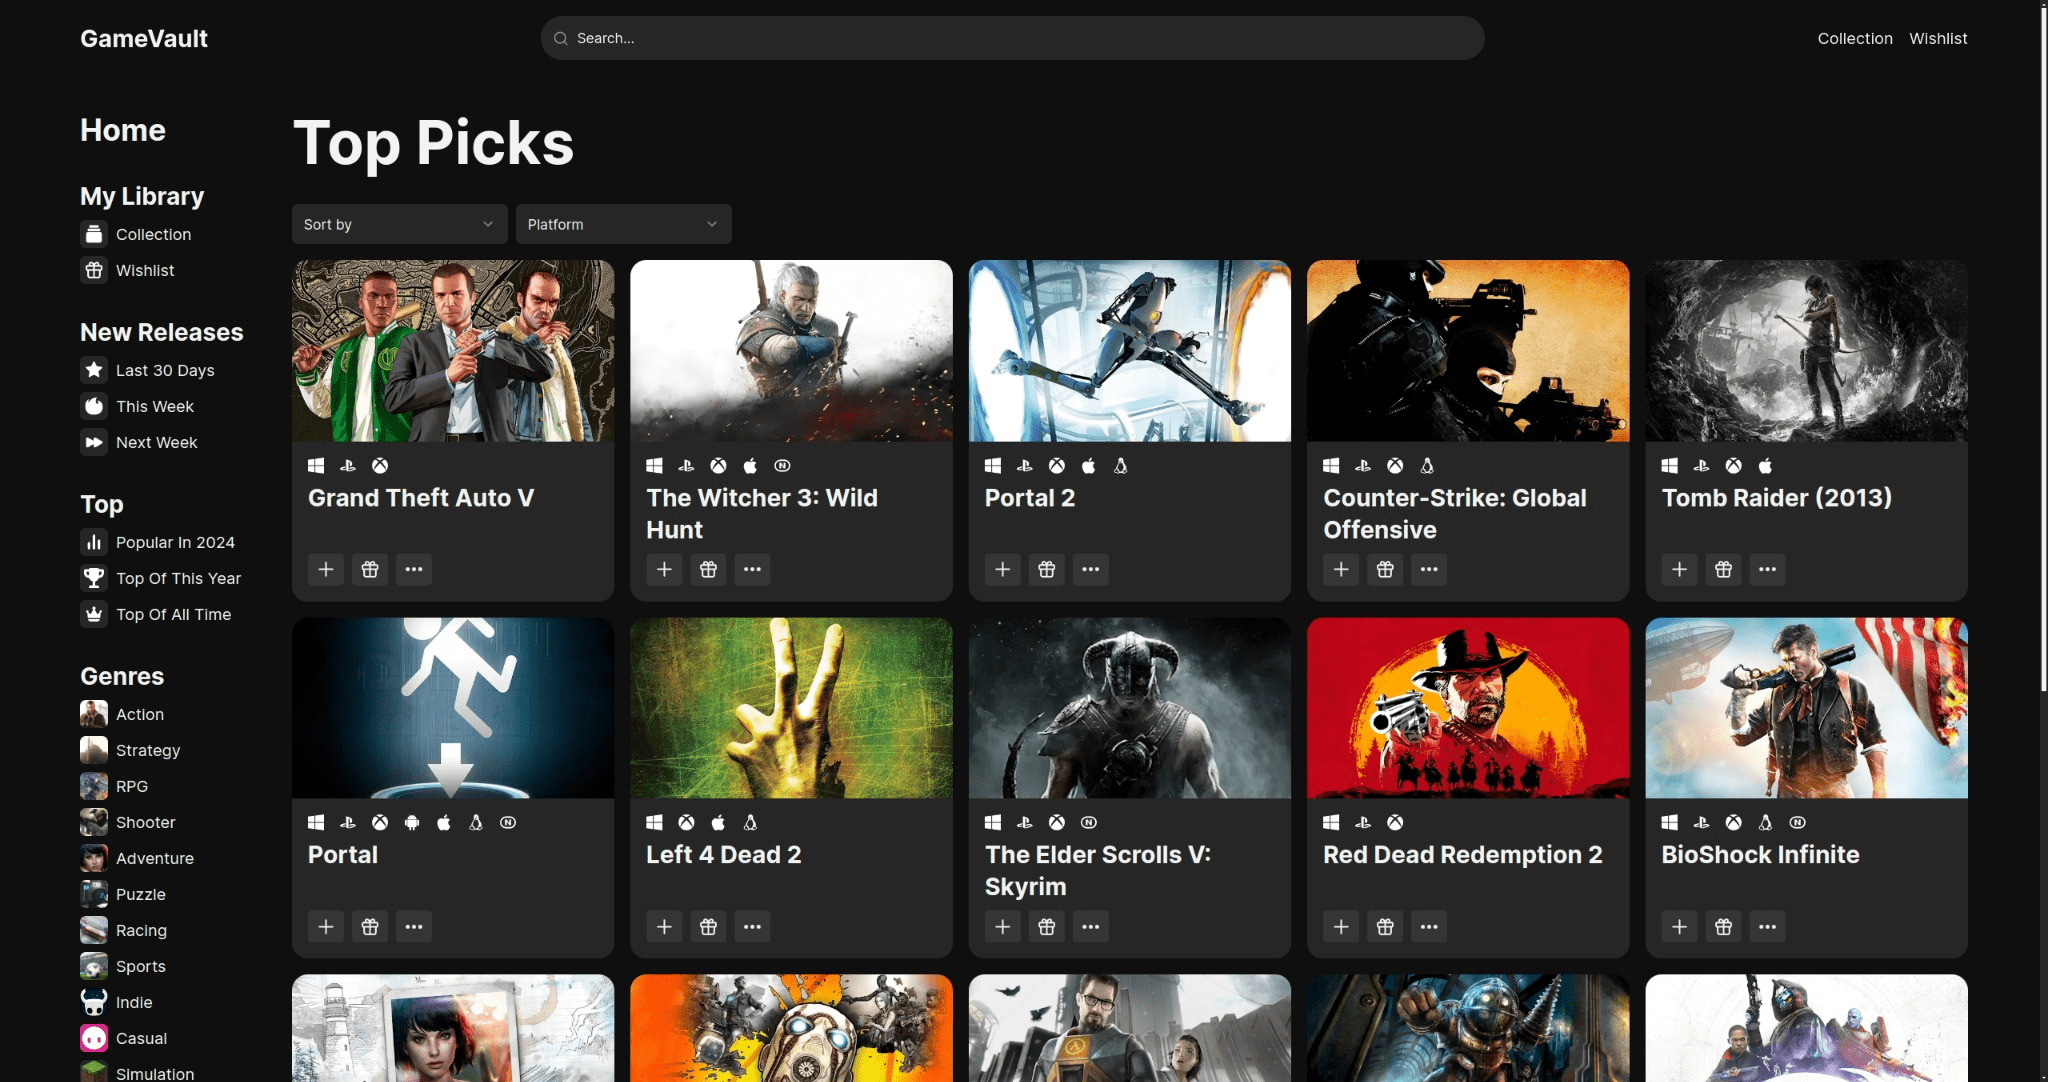 GameVault
Search...
Collection
Wishlist
Home
My Library
Collection
Wishlist
New Releases
Last 30 Days
This Week
Next Week
Top
Popular In 2024
Top Of This Year
Top Of All Time
Genres
Action
Strategy
RPG
Shooter
Adventure
Puzzle
Racing
Sports
Indie
Casual
Simulation
Top Picks
Sort by
Platform
Grand Theft Auto V
The Witcher 3: Wild
Hunt
Portal 2
Counter-Strike: Global
Offensive
Tomb Raider (2013)
Portal
Left 4 Dead 2
The Elder Scrolls V:
Skyrim
Red Dead Redemption 2
BioShock Infinite